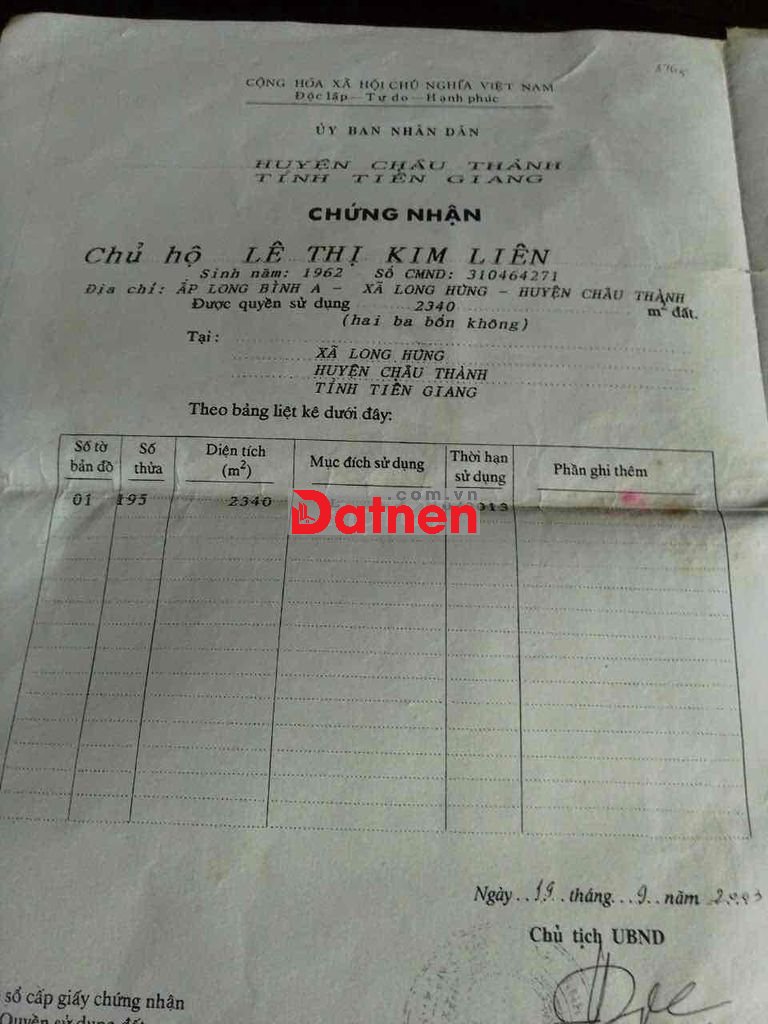 CỘNG HÒA XÃ HỘI CHỦ NGHĨA VIỆT NAM
Độc lập - Tự do - Hạnh phúc
ỦY BAN NHÂN DÂN
HUYỆN CHÂU THÀNH
TỈNH TIỀN GIANG
CHỨNG NHẬN
Chủ hộ LÊ THỊ KIM LIÊN
Sinh năm: 1962 Số CMND: 310464271
Địa chỉ: ẤP LONG BÌNH A - XÃ LONG HƯNG - HUYỆN CHÂU THÀNH
Được quyền sử dụng 2340 m² đất.
(hai ba bốn không)
Tại:
XÃ LONG HƯNG
HUYỆN CHÂU THÀNH
TỈNH TIỀN GIANG
Theo bảng liệt kê dưới đây:
Số tờ bản đồ Số thửa Diện tích (m²) Mục đích sử dụng Thời hạn sử dụng Phần ghi thêm
01 195 2340 013
.com.vn
Datnen
Ngày..19..tháng...9..năm
Chủ tịch UBND
số cấp giấy chứng nhận
Quyền sử dụng đất